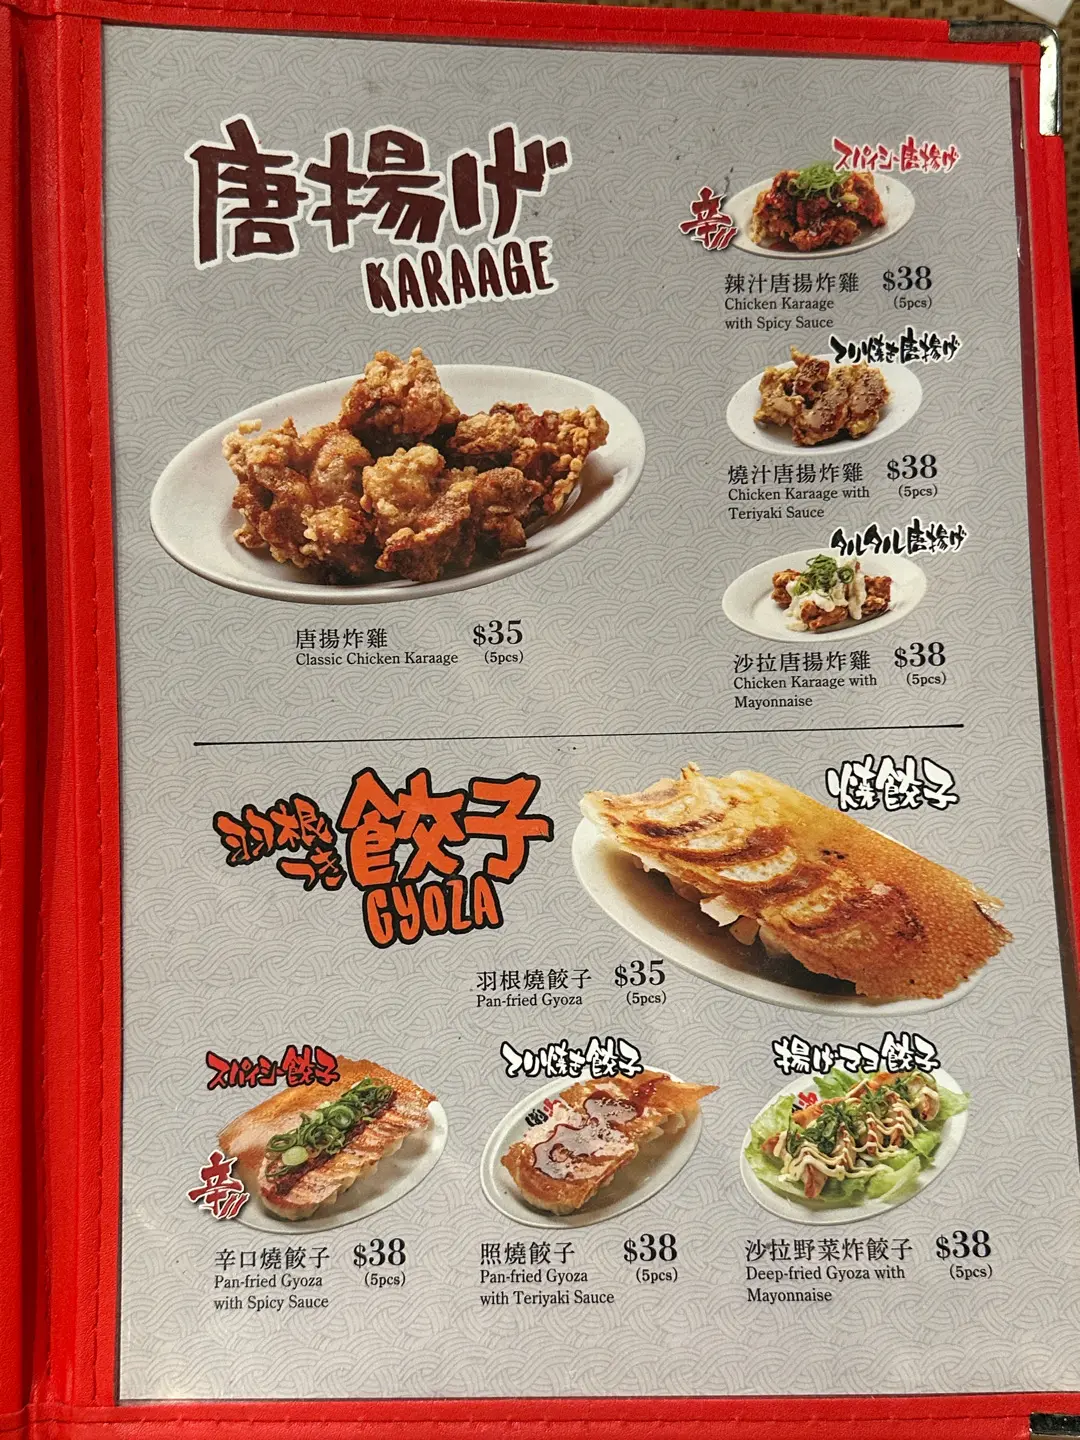 唐揚げ
KARAAGE
スパイシー唐揚げ
辛
辣汁唐揚炸雞 $38
Chicken Karaage (5pcs)
with Spicy Sauce
テリ焼き唐揚げ
燒汁唐揚炸雞 $38
Chicken Karaage with (5pcs)
Teriyaki Sauce
タルタル唐揚げ
沙拉唐揚炸雞 $38
Chicken Karaage with (5pcs)
Mayonnaise
唐揚炸雞 $35
Classic Chicken Karaage (5pcs)
羽根つき餃子
GYOZA
燒餃子
羽根燒餃子 $35
Pan-fried Gyoza (5pcs)
スパイシー餃子
辛
辛口燒餃子 $38
Pan-fried Gyoza (5pcs)
with Spicy Sauce
テリ焼き餃子
照燒餃子 $38
Pan-fried Gyoza (5pcs)
with Teriyaki Sauce
揚げマヨ餃子
沙拉野菜炸餃子 $38
Deep-fried Gyoza with (5pcs)
Mayonnaise